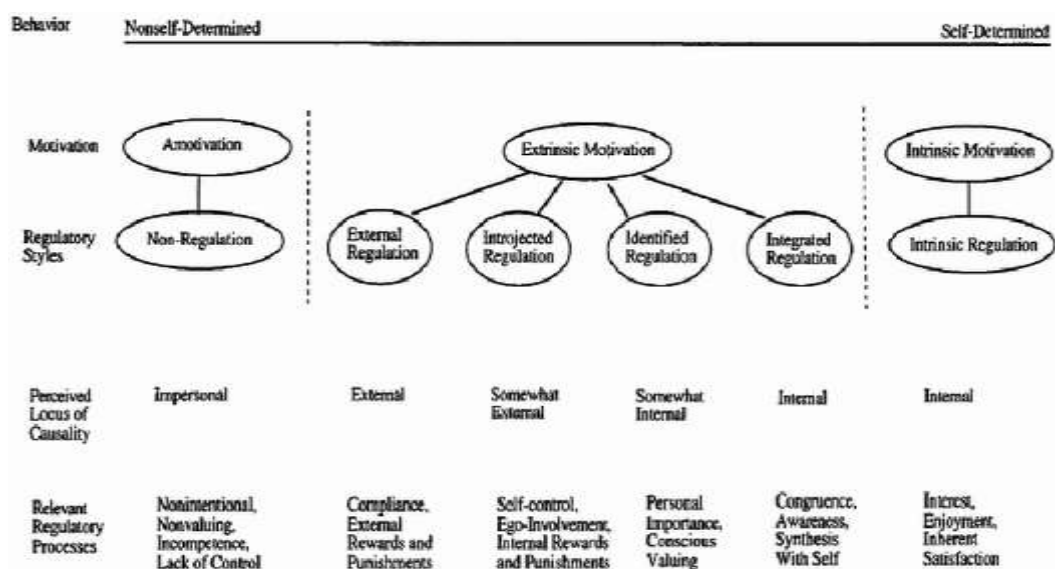 Behavior Nonself-Determined Self-Determined
Motivation Amotivation Extrinsic Motivation Intrinsic Motivation
Regulatory
Styles
Non-Regulation
External
Regulation
Introjected
Regulation
Identified
Regulation
Integrated
Regulation
Intrinsic Regulation
Perceived
Locus of
Causality
Impersonal
External
Somewhat
External
Somewhat
Internal
Internal
Internal
Relevant
Regulatory
Processes
Nonintentional,
Nonvaluing,
Incompetence,
Lack of Control
Compliance,
External
Rewards and
Punishments
Self-control,
Ego-Involvement,
Internal Rewards
and Punishments
Personal
Importance,
Conscious
Valuing
Congruence,
Awareness,
Synthesis
With Self
Interest,
Enjoyment,
Inherent
Satisfaction